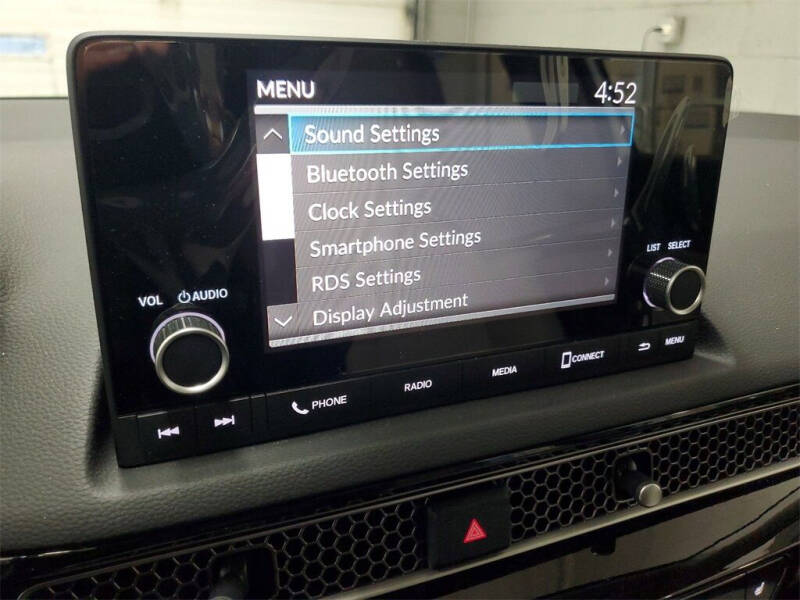 MENU 4:52
Sound Settings
Bluetooth Settings
Clock Settings
Smartphone Settings
RDS Settings
Display Adjustment
VOL AUDIO
LIST SELECT
PHONE RADIO MEDIA CONNECT MENU